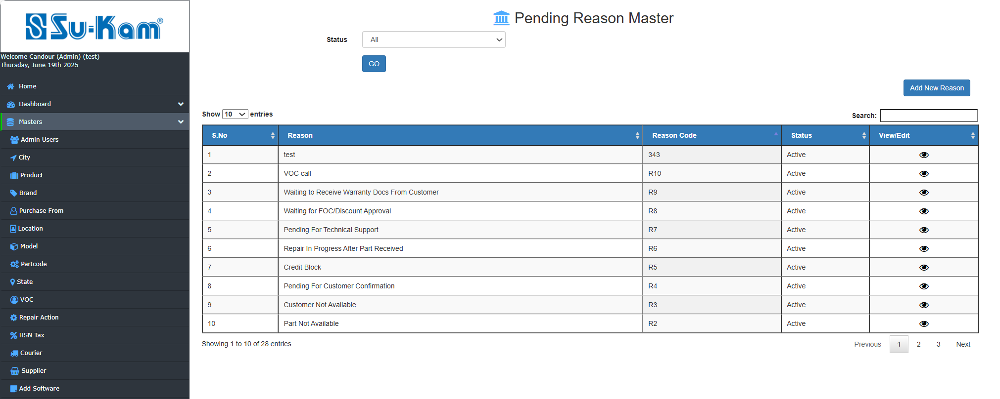 Su-Kam®
Welcome Candour (Admin) (test)
Thursday, June 19th 2025
Home
Dashboard
Masters
Admin Users
City
Product
Brand
Purchase From
Location
Model
Partcode
State
VOC
Repair Action
HSN Tax
Courier
Supplier
Add Software
Pending Reason Master
Status All
GO
Add New Reason
Show 10 entries Search:
S.No Reason Reason Code Status View/Edit
1 test 343 Active
2 VOC call R10 Active
3 Waiting to Receive Warranty Docs From Customer R9 Active
4 Waiting for FOC/Discount Approval R8 Active
5 Pending For Technical Support R7 Active
6 Repair In Progress After Part Received R6 Active
7 Credit Block R5 Active
8 Pending For Customer Confirmation R4 Active
9 Customer Not Available R3 Active
10 Part Not Available R2 Active
Showing 1 to 10 of 28 entries Previous 1 2 3 Next